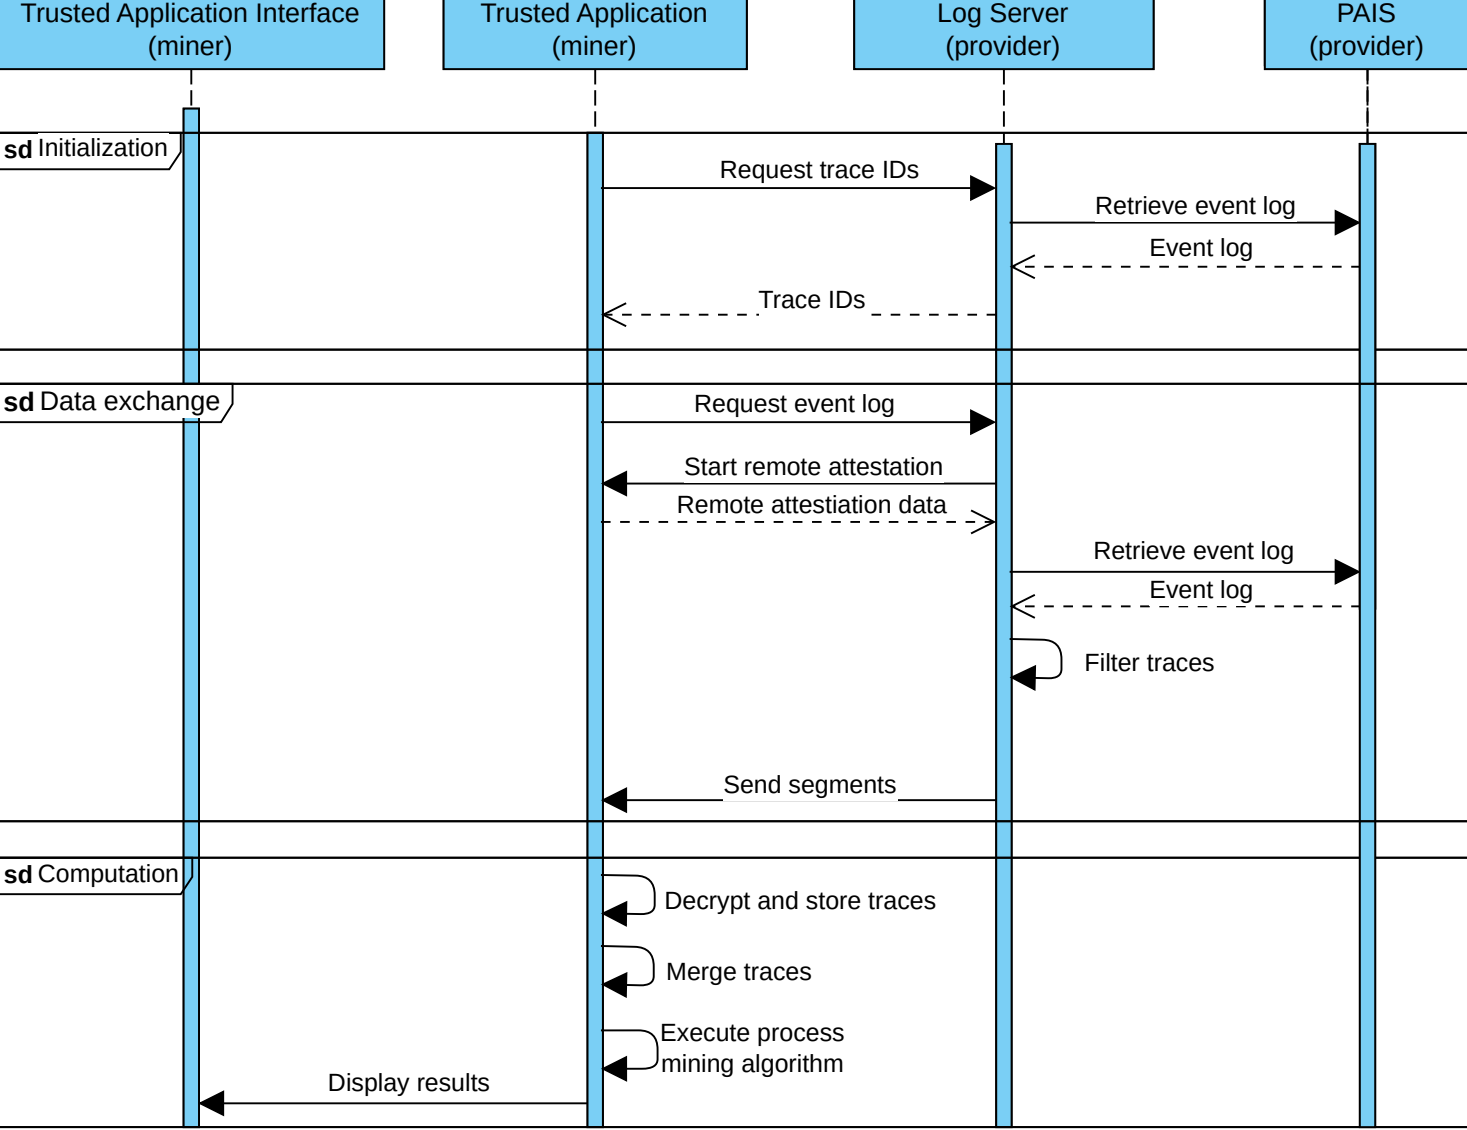 Trusted Application Interface
(miner)
Trusted Application
(miner)
Log Server
(provider)
PAIS
(provider)
sd Initialization
Request trace IDs
Retrieve event log
Event log
Trace IDs
sd Data exchange
Request event log
Start remote attestation
Remote attestiation data
Retrieve event log
Event log
Filter traces
Send segments
sd Computation
Decrypt and store traces
Merge traces
Execute process
mining algorithm
Display results